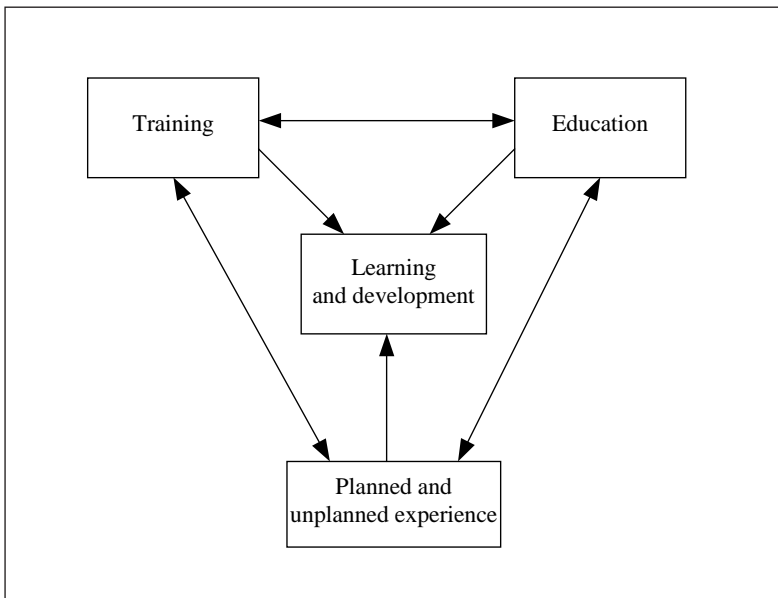 Training
Education
Learning
and development
Planned and
unplanned experience